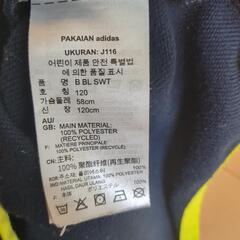 PAKAIAN adidas
UKURAN: J116
어린이 제품 안전 특별법
에 의한 품질 표시
품명 B BL SWT
호칭 120
가슴둘레 58cm
신장 120cm
AU/
GB: MAIN MATERIAL:
100% POLYESTER
(RECYCLED)
F: MATIERE PRINCIPALE
100% POLYESTER (RECYCLE)
CN:主料:
100% 聚酯纤维(再生聚酯)